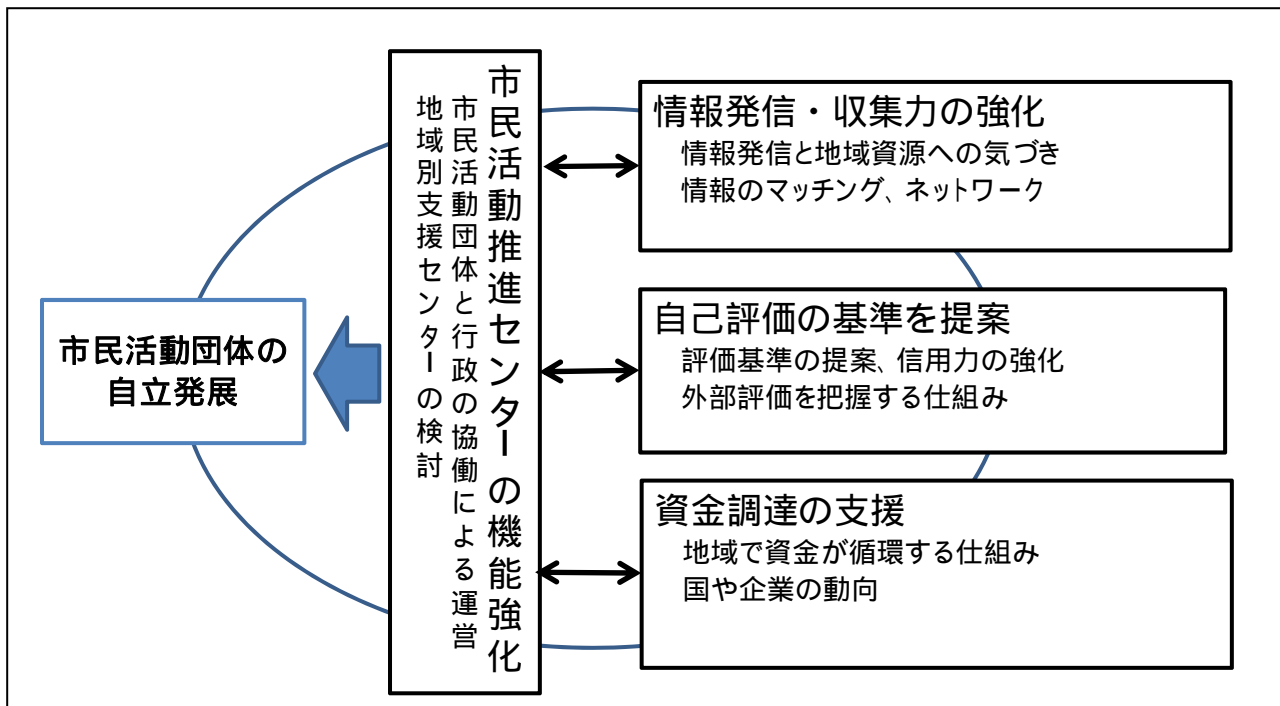 市民活動団体の
自立発展
市民活動推進センターの機能強化
市民活動団体と行政の協働による運営
地域別支援センターの検討
情報発信・収集力の強化
情報発信と地域資源への気づき
情報のマッチング、ネットワーク
自己評価の基準を提案
評価基準の提案、信用力の強化
外部評価を把握する仕組み
資金調達の支援
地域で資金が循環する仕組み
国や企業の動向